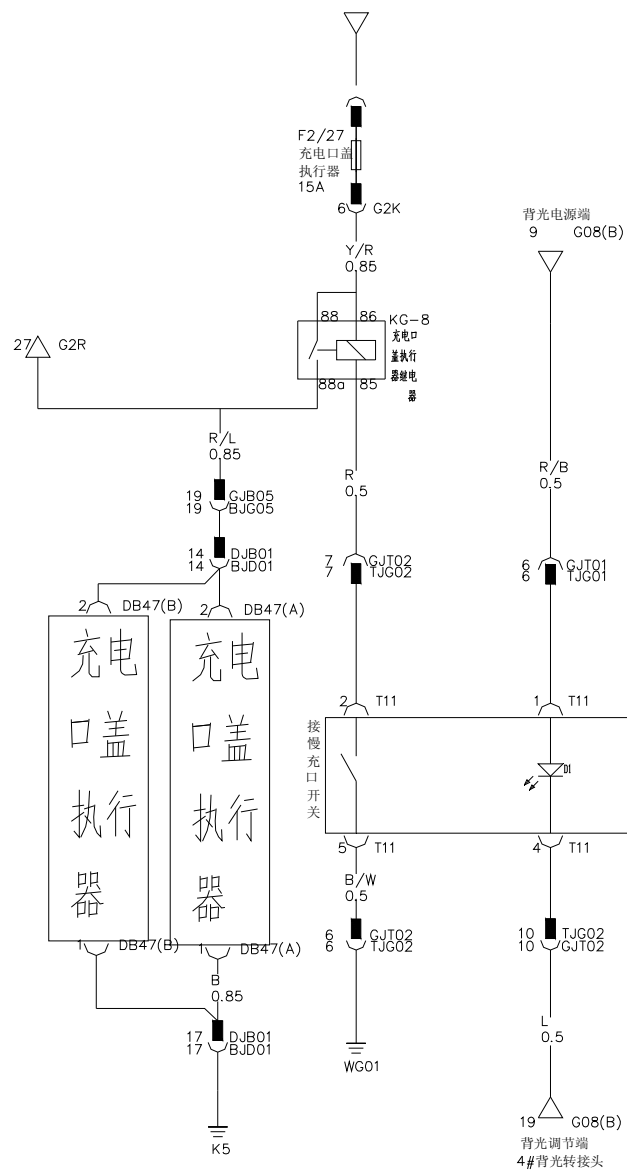 F2/27
充电口盖
执行器
15A
6 G2K
Y/R
0.85
背光电源端
9 G08(B)
88 86 KG-8
充电口
盖执行
器继电
器
88a 85
27 G2R
R/L
0.85
R
0.5
R/B
0.5
19 GJB05
19 BJG05
14 DJB01
14 BJD01
7 GJT02
7 TJG02
6 GJT01
6 TJG01
2 DB47(B)
2 DB47(A)
充电
口盖
执行
器
充电
口盖
执行
器
2 T11
1 T11
接慢充口开关
D1
5 T11
4 T11
B/W
0.5
1 DB47(B)
1 DB47(A)
6 GJT02
6 TJG02
10 TJG02
10 GJT02
B
0.85
17 DJB01
17 BJD01
L
0.5
WG01
K5
19 G08(B)
背光调节端
4#背光转接头